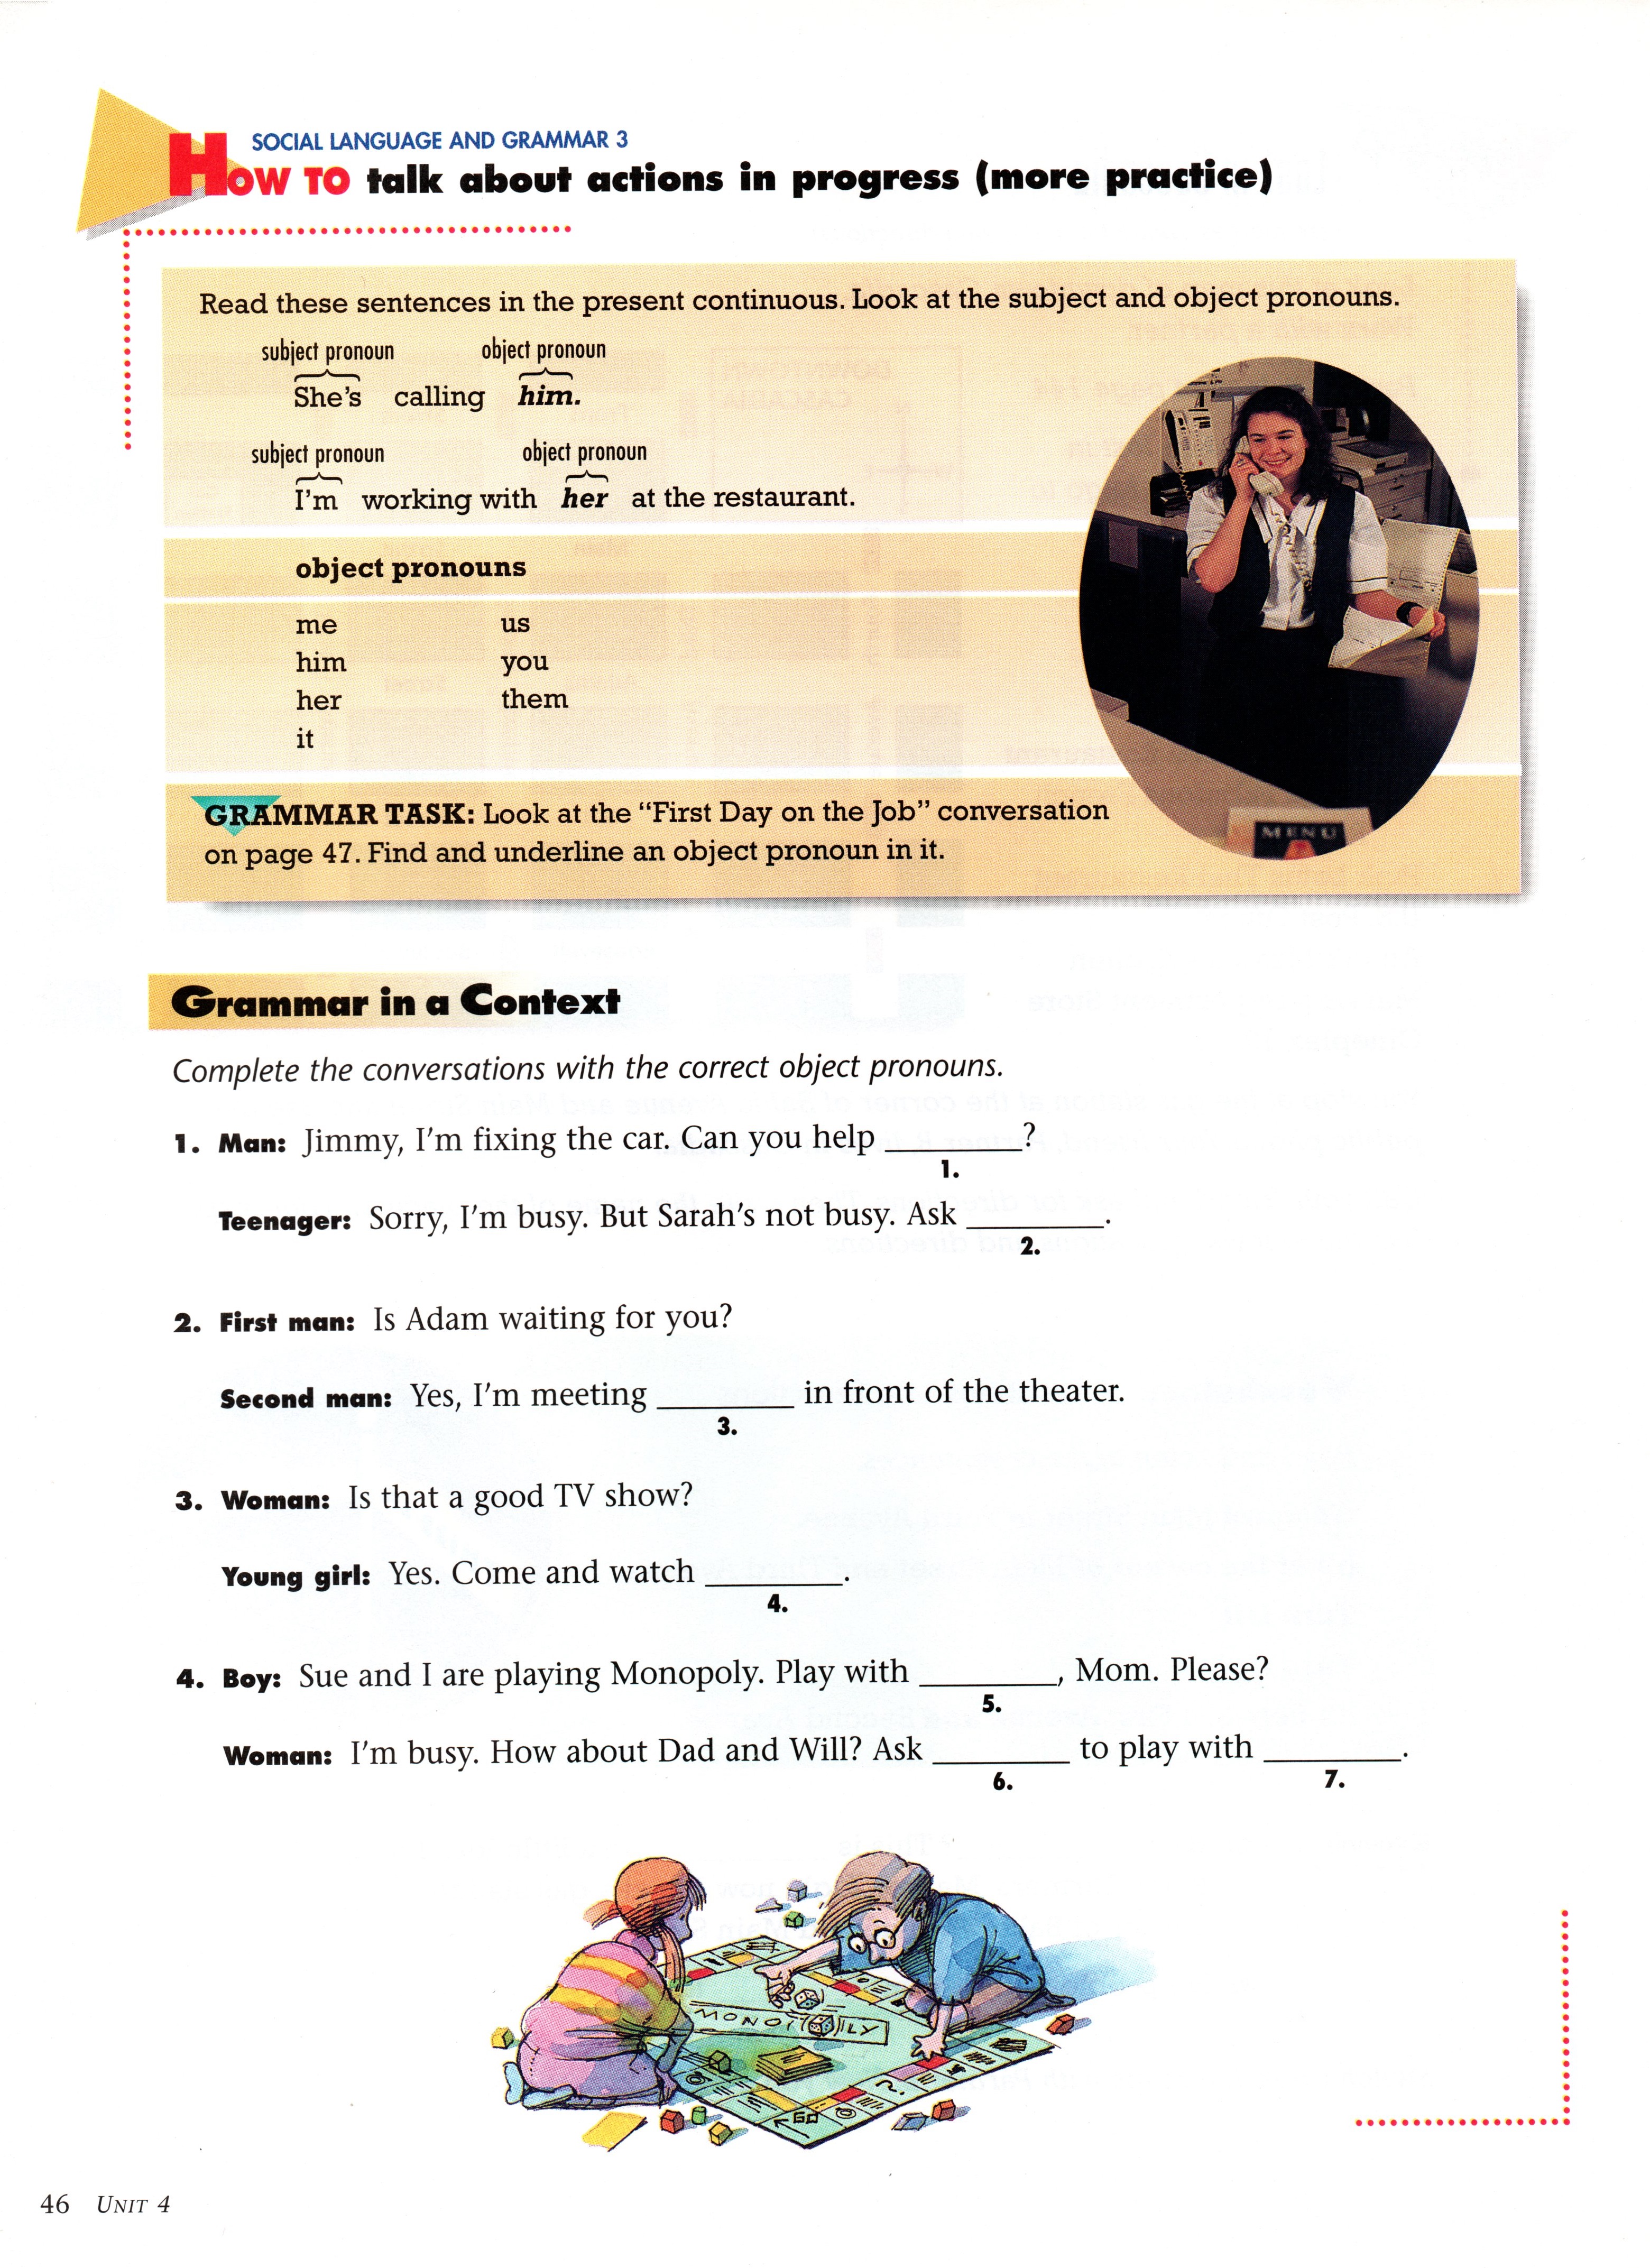 SOCIAL LANGUAGE AND GRAMMAR 3
HOW TO talk about actions in progress (more practice)
Read these sentences in the present continuous. Look at the subject and object pronouns.
subject pronoun object pronoun
She's calling him.
subject pronoun object pronoun
I'm working with her at the restaurant.
object pronouns
me us
him you
her them
it
MENU
GRAMMAR TASK: Look at the “First Day on the Job” conversation
on page 47. Find and underline an object pronoun in it.
Grammar in a Context
Complete the conversations with the correct object pronouns.
1. Man: Jimmy, I'm fixing the car. Can you help ________?
1.
Teenager: Sorry, I'm busy. But Sarah's not busy. Ask ________.
2.
2. First man: Is Adam waiting for you?
Second man: Yes, I'm meeting ________ in front of the theater.
3.
3. Woman: Is that a good TV show?
Young girl: Yes. Come and watch ________.
4.
4. Boy: Sue and I are playing Monopoly. Play with ________, Mom. Please?
5.
Woman: I'm busy. How about Dad and Will? Ask ________ to play with ________.
6. 7.
GO
46 UNIT 4